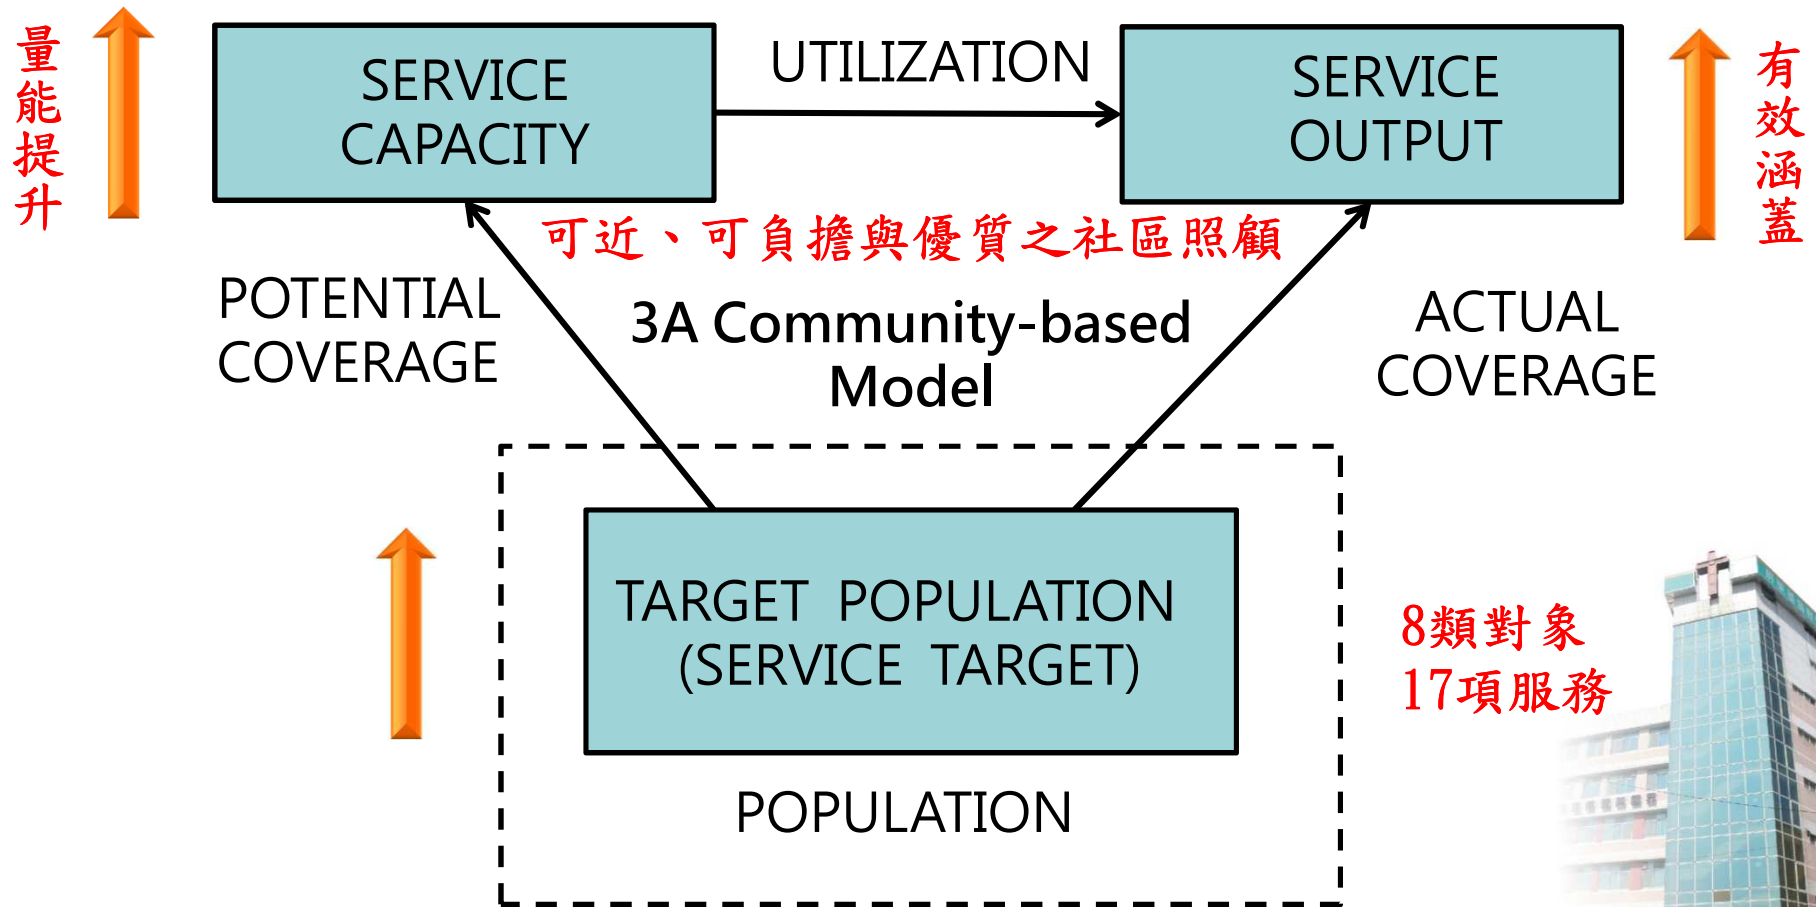 量能提升
SERVICE
CAPACITY
UTILIZATION
SERVICE
OUTPUT
有效涵蓋
可近、可負擔與優質之社區照顧
POTENTIAL
COVERAGE
3A Community-based
Model
ACTUAL
COVERAGE
TARGET POPULATION
(SERVICE TARGET)
8類對象
17項服務
POPULATION